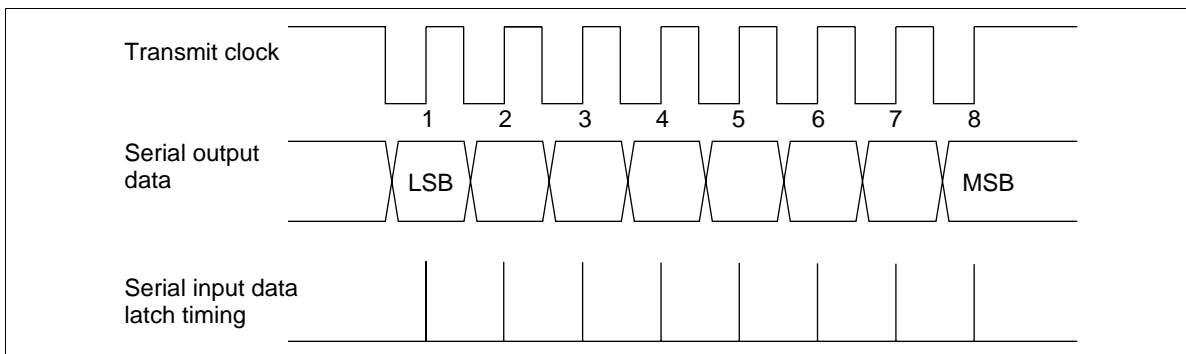 Transmit clock
1 2 3 4 5 6 7 8
Serial output
data
LSB MSB
Serial input data
latch timing